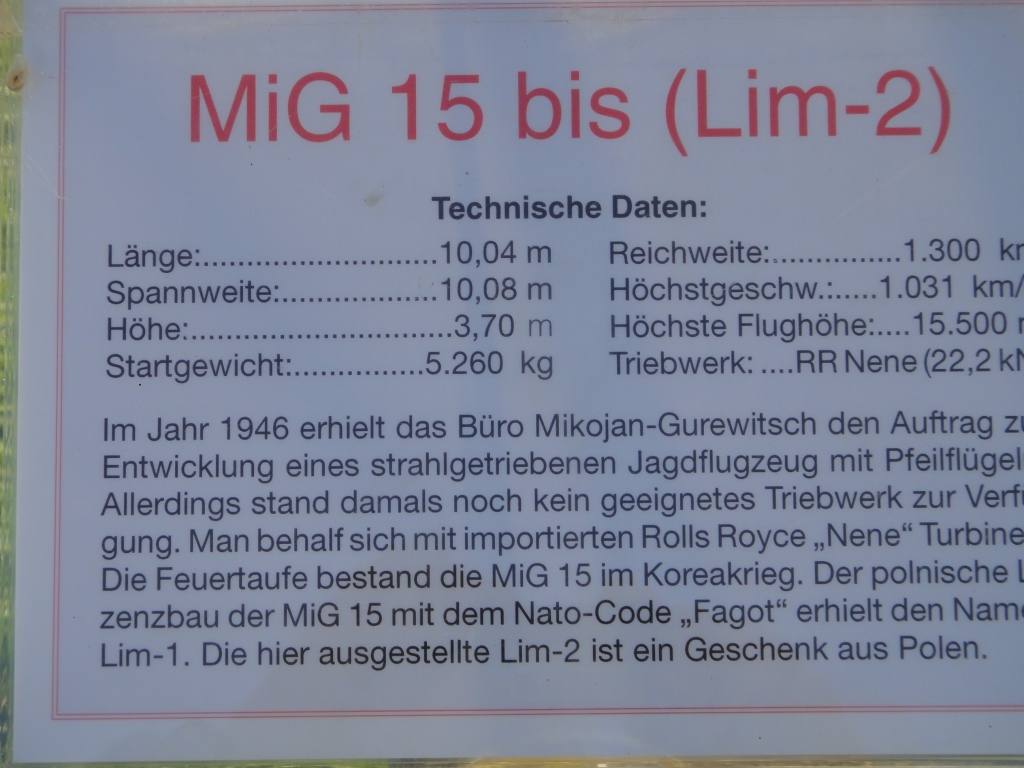 MiG 15 bis (Lim-2)
Technische Daten:
Länge:..........................10,04 m
Spannweite:.................10,08 m
Höhe:.............................3,70 m
Startgewicht:...............5.260 kg
Reichweite:...............1.300
Höchstgeschw.:.....1.031 km/
Höchste Flughöhe:....15.500
Triebwerk: ....RR Nene (22,2
Im Jahr 1946 erhielt das Büro Mikojan-Gurewitsch den Auftrag
Entwicklung eines strahlgetriebenen Jagdflugzeug mit
Allerdings stand damals noch kein geeignetes Triebwerk zur
gung. Man behalf sich mit importierten Rolls Royce „Nene“ Turbine
Die Feuertaufe bestand die MiG 15 im Koreakrieg. Der polnische
zenzbau der MiG 15 mit dem Nato-Code „Fagot“ erhielt den Name
Lim-1. Die hier ausgestellte Lim-2 ist ein Geschenk aus Polen.